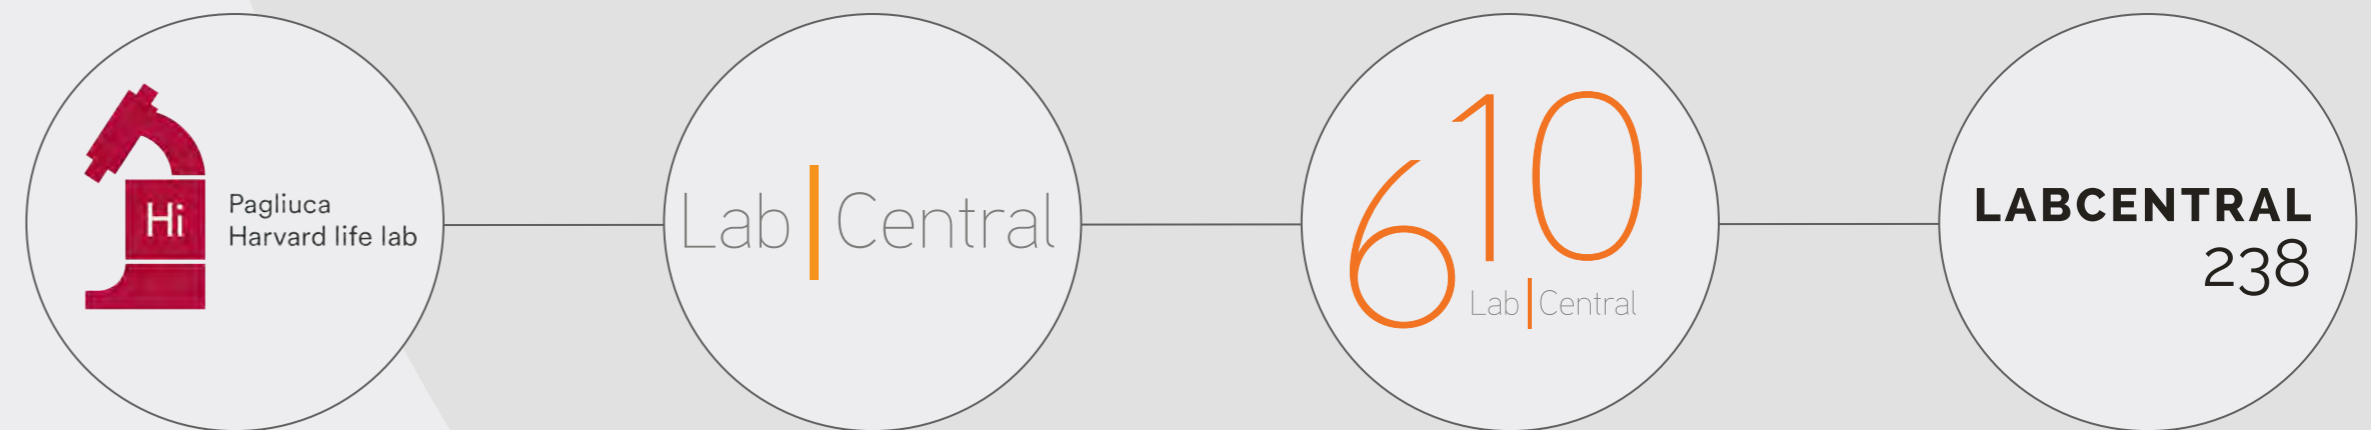 Hi
Pagliuca
Harvard life lab
Lab|Central
610
Lab|Central
LABCENTRAL
238